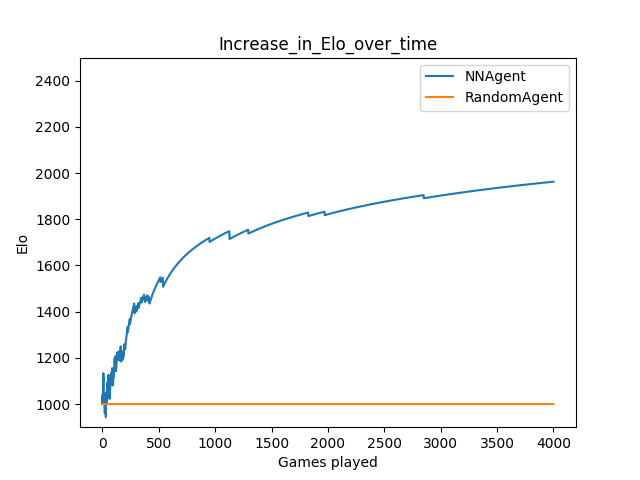 Increase_in_Elo_over_time
NNAgent
RandomAgent
2400
2200
2000
1800
1600
1400
1200
1000
Elo
0 500 1000 1500 2000 2500 3000 3500 4000
Games played